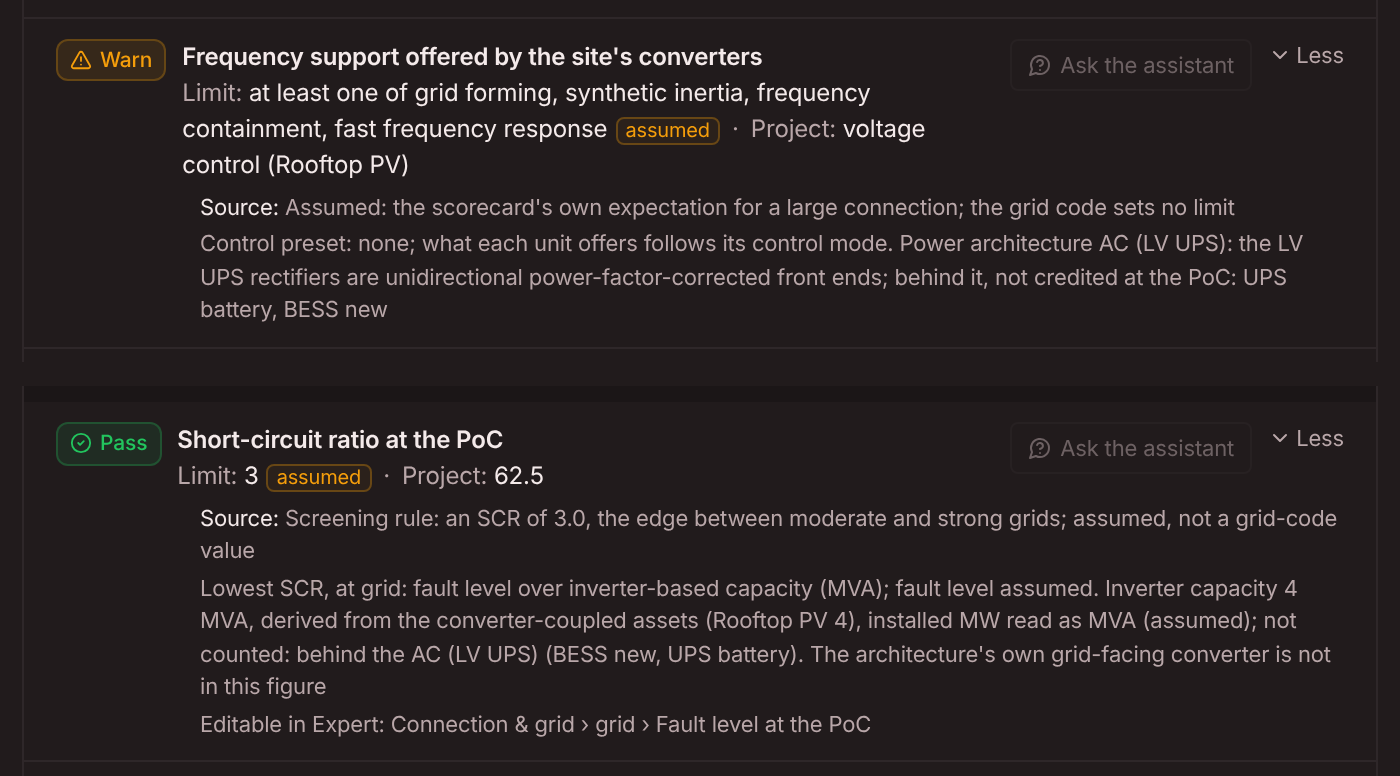 Warn
Frequency support offered by the site's converters
Ask the assistant
Less
Limit: at least one of grid forming, synthetic inertia, frequency
containment, fast frequency response assumed · Project: voltage
control (Rooftop PV)
Source: Assumed: the scorecard's own expectation for a large connection; the grid code sets no limit
Control preset: none; what each unit offers follows its control mode. Power architecture AC (LV UPS): the LV
UPS rectifiers are unidirectional power-factor-corrected front ends; behind it, not credited at the PoC: UPS
battery, BESS new
Pass
Short-circuit ratio at the PoC
Ask the assistant
Less
Limit: 3 assumed · Project: 62.5
Source: Screening rule: an SCR of 3.0, the edge between moderate and strong grids; assumed, not a grid-code
value
Lowest SCR, at grid: fault level over inverter-based capacity (MVA); fault level assumed. Inverter capacity 4
MVA, derived from the converter-coupled assets (Rooftop PV 4), installed MW read as MVA (assumed); not
counted: behind the AC (LV UPS) (BESS new, UPS battery). The architecture's own grid-facing converter is not
in this figure
Editable in Expert: Connection & grid › grid › Fault level at the PoC